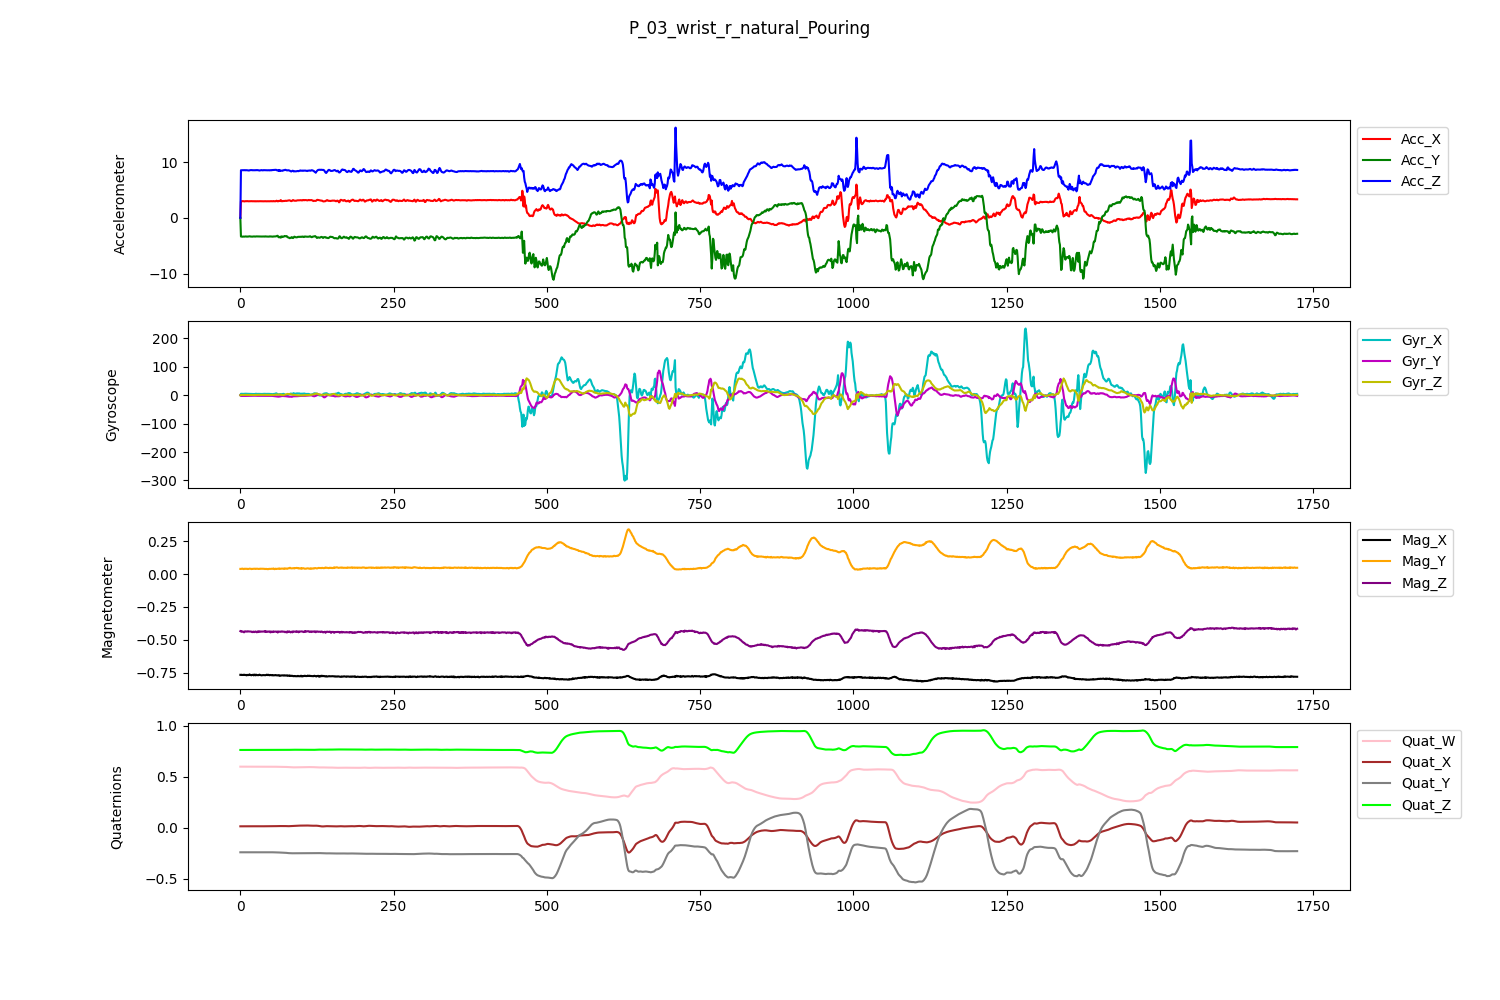 P_03_wrist_r_natural_Pouring
Accelerometer
10
0
−10
0 250 500 750 1000 1250 1500 1750
Acc_X
Acc_Y
Acc_Z
Gyroscope
200
100
0
−100
−200
−300
0 250 500 750 1000 1250 1500 1750
Gyr_X
Gyr_Y
Gyr_Z
Magnetometer
0.25
0.00
−0.25
−0.50
−0.75
0 250 500 750 1000 1250 1500 1750
Mag_X
Mag_Y
Mag_Z
Quaternions
1.0
0.5
0.0
−0.5
0 250 500 750 1000 1250 1500 1750
Quat_W
Quat_X
Quat_Y
Quat_Z